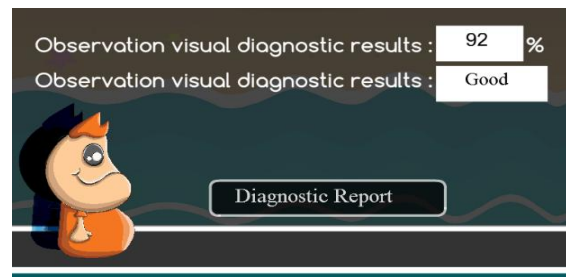 Observation visual diagnostic results : 92 %
Observation visual diagnostic results : Good
Diagnostic Report